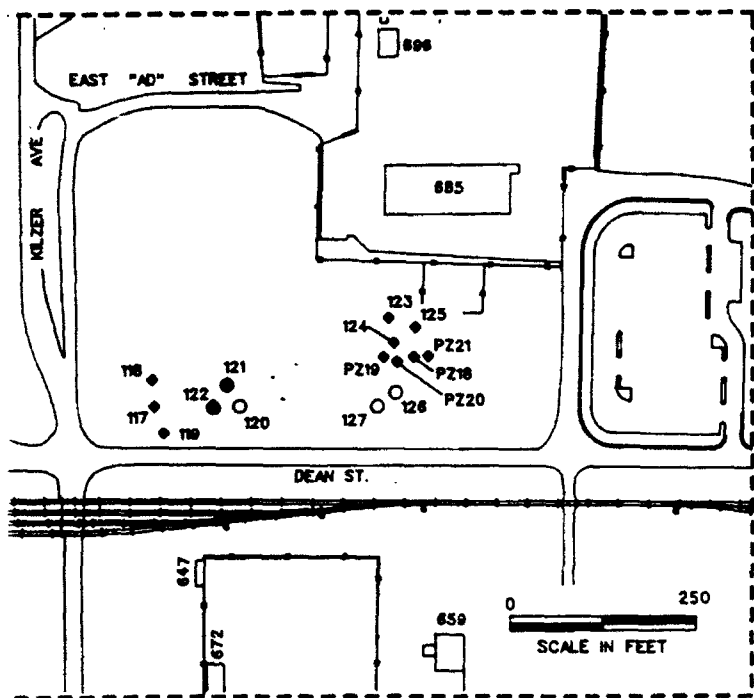 696
EAST "AD" STREET
KILZER AVE
685
123
125
124
PZ21
PZ19
PZ18
PZ20
118
121
122
117
120
127
126
119
DEAN ST.
647
672
659
0 250
SCALE IN FEET